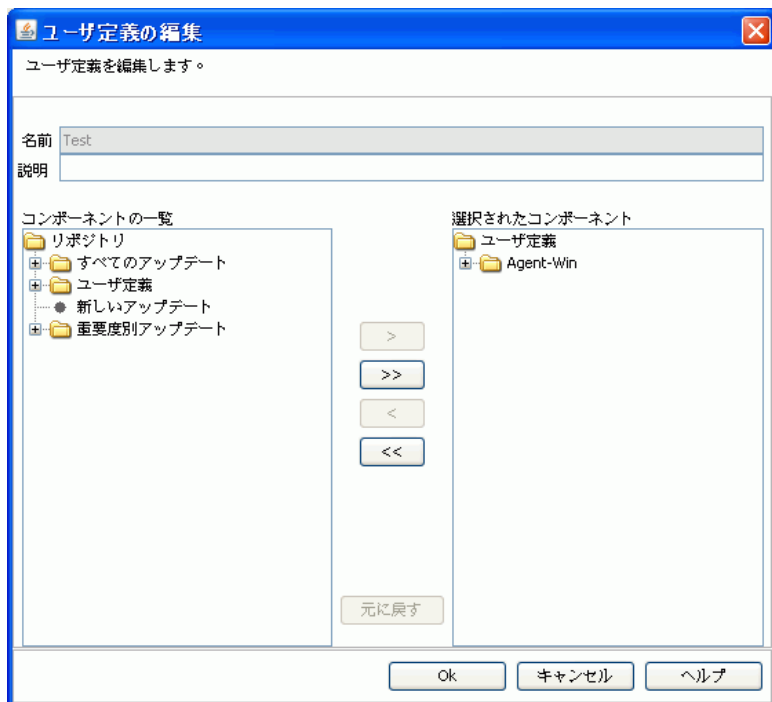 ユーザ定義の編集
ユーザ定義を編集します。
名前 Test
説明
コンポーネントの一覧
リポジトリ
すべてのアップデート
ユーザ定義
新しいアップデート
重要度別アップデート
>
>>
<
<<
元に戻す
選択されたコンポーネント
ユーザ定義
Agent-Win
Ok キャンセル ヘルプ